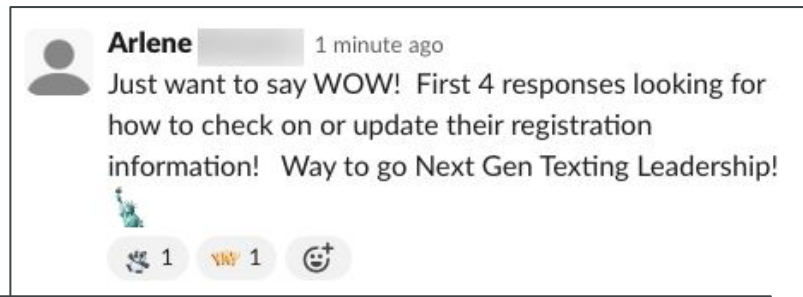 Arlene 1 minute ago
Just want to say WOW!  First 4 responses looking for
how to check on or update their registration
information!   Way to go Next Gen Texting Leadership!
1 YAY 1